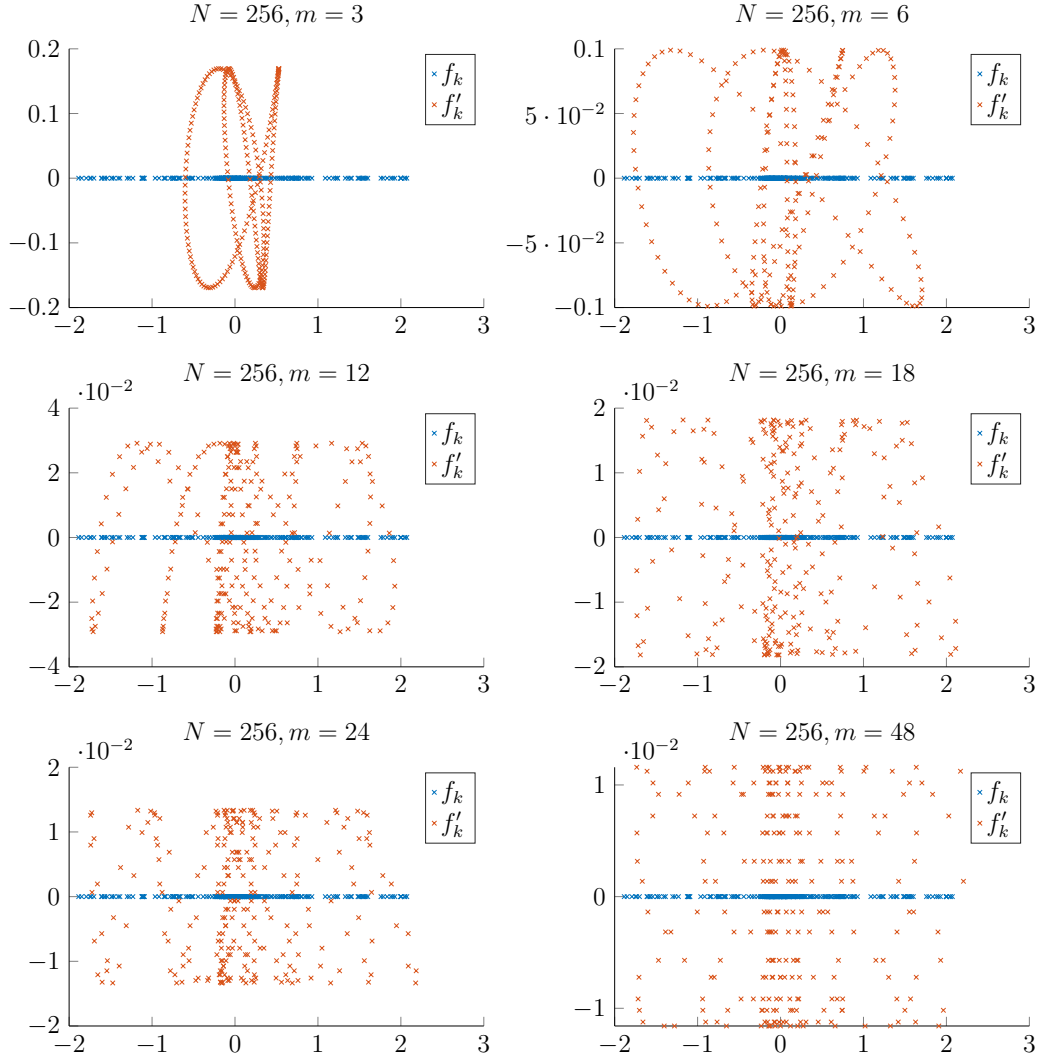 N = 256, m = 3
0.2
0.1
0
−0.1
−0.2
−2 −1 0 1 2 3
f_k
f′_k
N = 256, m = 6
0.1
5 · 10⁻²
0
−5 · 10⁻²
−0.1
−2 −1 0 1 2 3
f_k
f′_k
N = 256, m = 12
·10⁻²
4
2
0
−2
−4
−2 −1 0 1 2 3
f_k
f′_k
N = 256, m = 18
·10⁻²
2
1
0
−1
−2
−2 −1 0 1 2 3
f_k
f′_k
N = 256, m = 24
·10⁻²
2
1
0
−1
−2
−2 −1 0 1 2 3
f_k
f′_k
N = 256, m = 48
·10⁻²
1
0
−1
−2 −1 0 1 2 3
f_k
f′_k